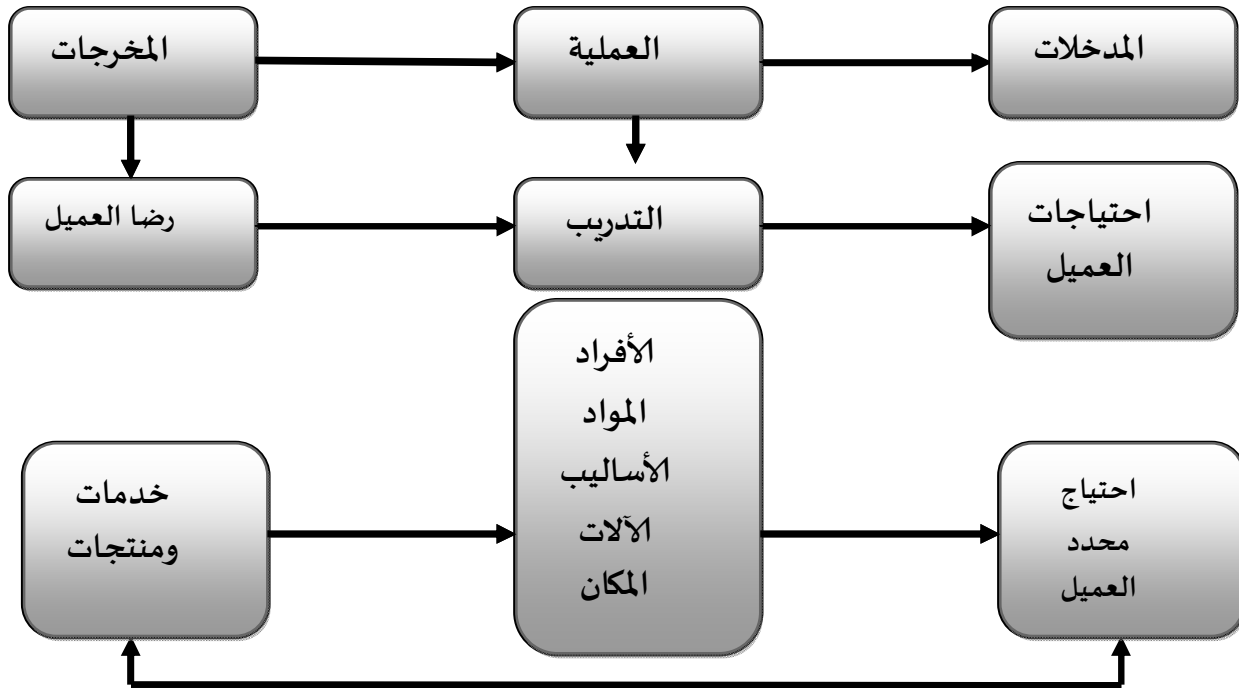 المدخلات
العملية
المخرجات
احتياجات
العميل
التدريب
رضا العميل
احتياج
محدد
العميل
الأفراد
المواد
الأساليب
الآلات
المكان
خدمات
ومنتجات